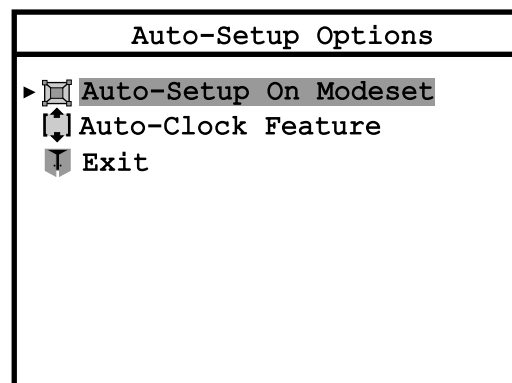 Auto-Setup Options
Auto-Setup On Modeset
Auto-Clock Feature
Exit